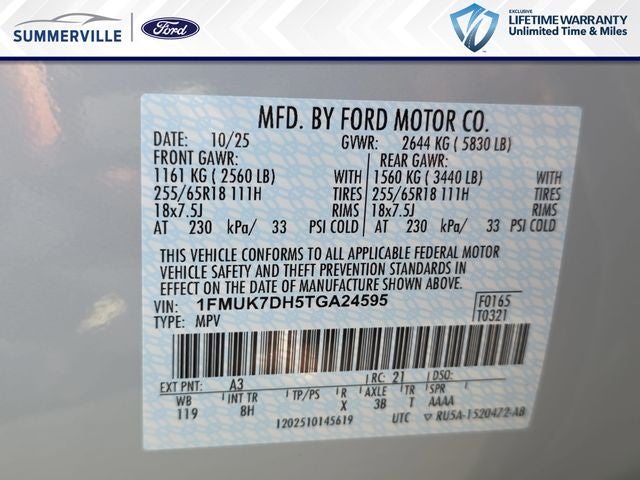 SUMMERVILLE
Ford
EXCLUSIVE
LIFETIME WARRANTY
Unlimited Time & Miles
MFD. BY FORD MOTOR CO.
DATE: 10/25 GVWR: 2644 KG ( 5830 LB)
FRONT GAWR: REAR GAWR:
1161 KG ( 2560 LB) WITH 1560 KG ( 3440 LB) WITH
255/65R18 111H TIRES 255/65R18 111H TIRES
18x7.5J RIMS 18x7.5J RIMS
AT 230 kPa/ 33 PSI COLD AT 230 kPa/ 33 PSI COLD
THIS VEHICLE CONFORMS TO ALL APPLICABLE FEDERAL MOTOR
VEHICLE SAFETY AND THEFT PREVENTION STANDARDS IN
EFFECT ON THE DATE OF MANUFACTURE SHOWN ABOVE.
VIN: 1FMUK7DH5TGA24595 F0165
TYPE: MPV T0321
EXT PNT: A3 RC: 21 DSO:
WB INT TR TP/PS R AXLE TR SPR
119 8H X 3B T AAAA
1202510145619 UTC RU5A-1520472-AB